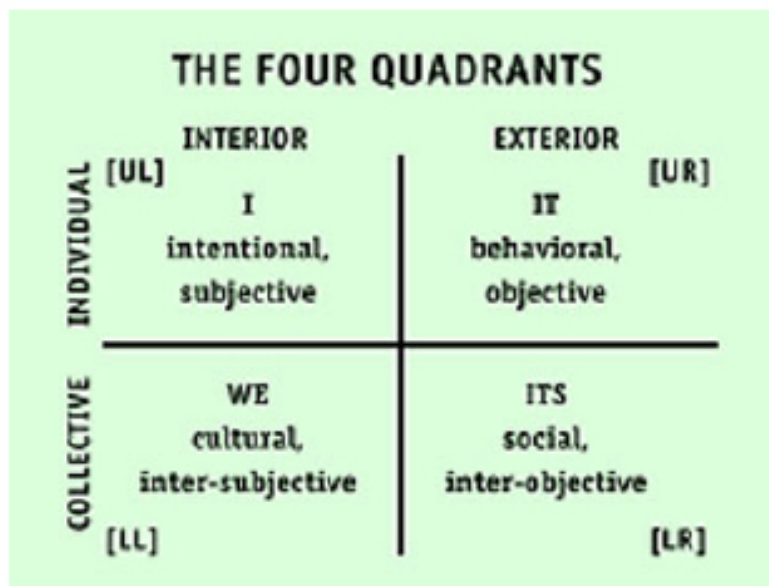 THE FOUR QUADRANTS
INTERIOR EXTERIOR
[UL] [UR]
INDIVIDUAL
I
intentional,
subjective
IT
behavioral,
objective
COLLECTIVE
WE
cultural,
inter-subjective
ITS
social,
inter-objective
[LL] [LR]